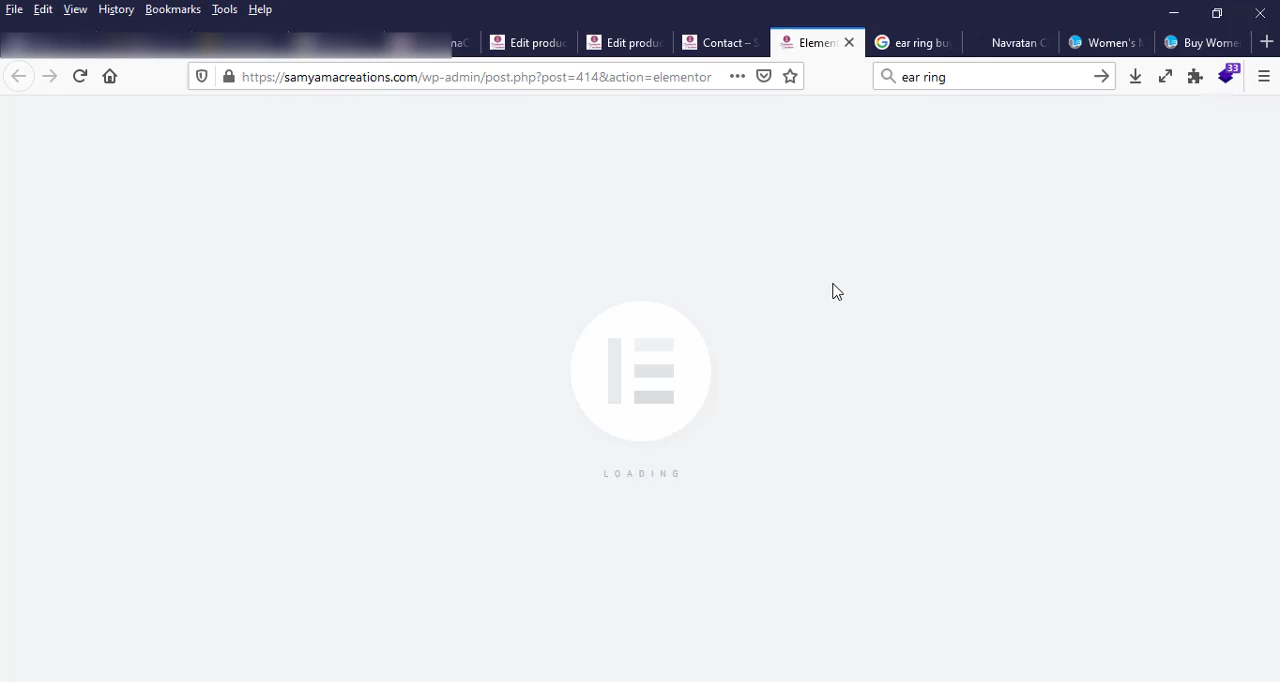 File Edit View History Bookmarks Tools Help
Edit produc Edit produc Contact – S Elemen ear ring bu Navratan C Women's N Buy Wome
https://samyamacreations.com/wp-admin/post.php?post=414&action=elementor ear ring 33
LOADING